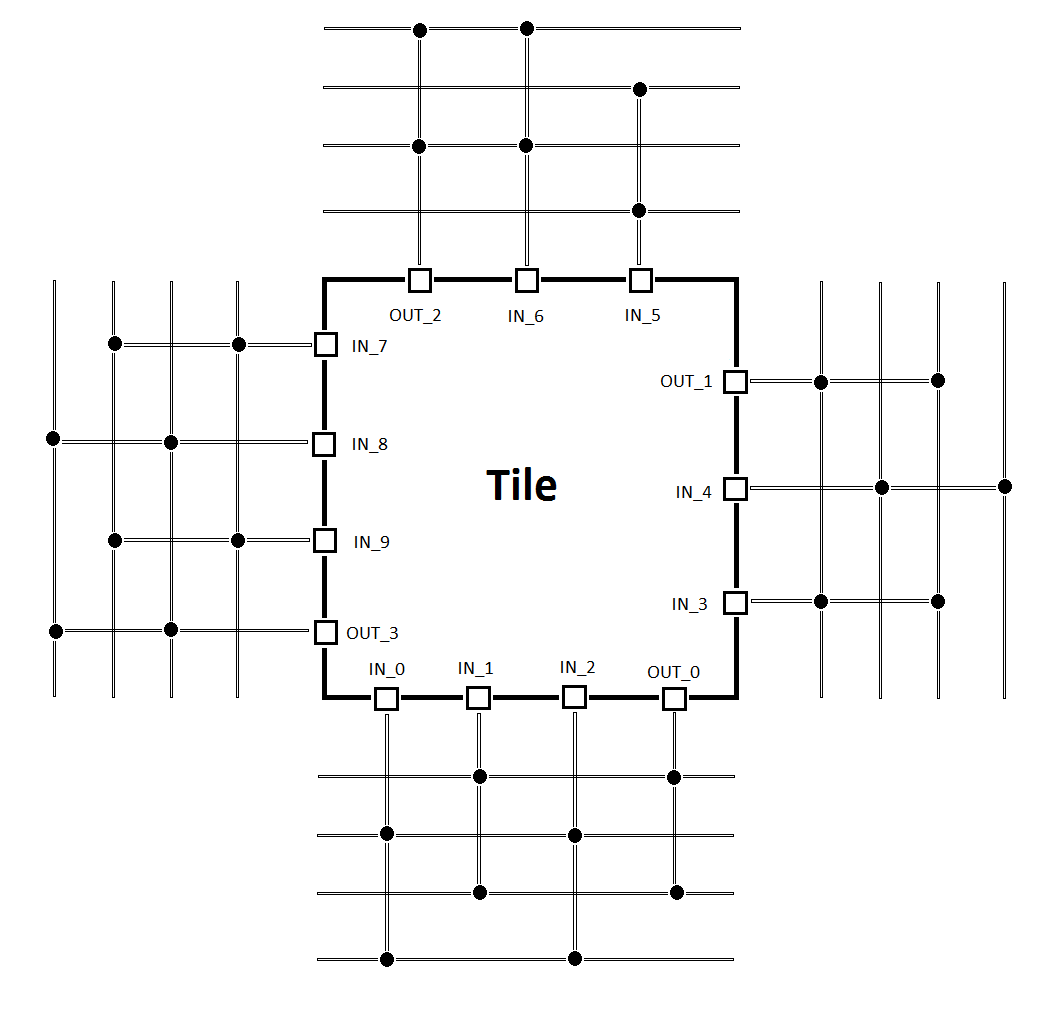 OUT_2
IN_6
IN_5
IN_7
OUT_1
IN_8
Tile
IN_4
IN_9
IN_3
OUT_3
IN_0
IN_1
IN_2
OUT_0